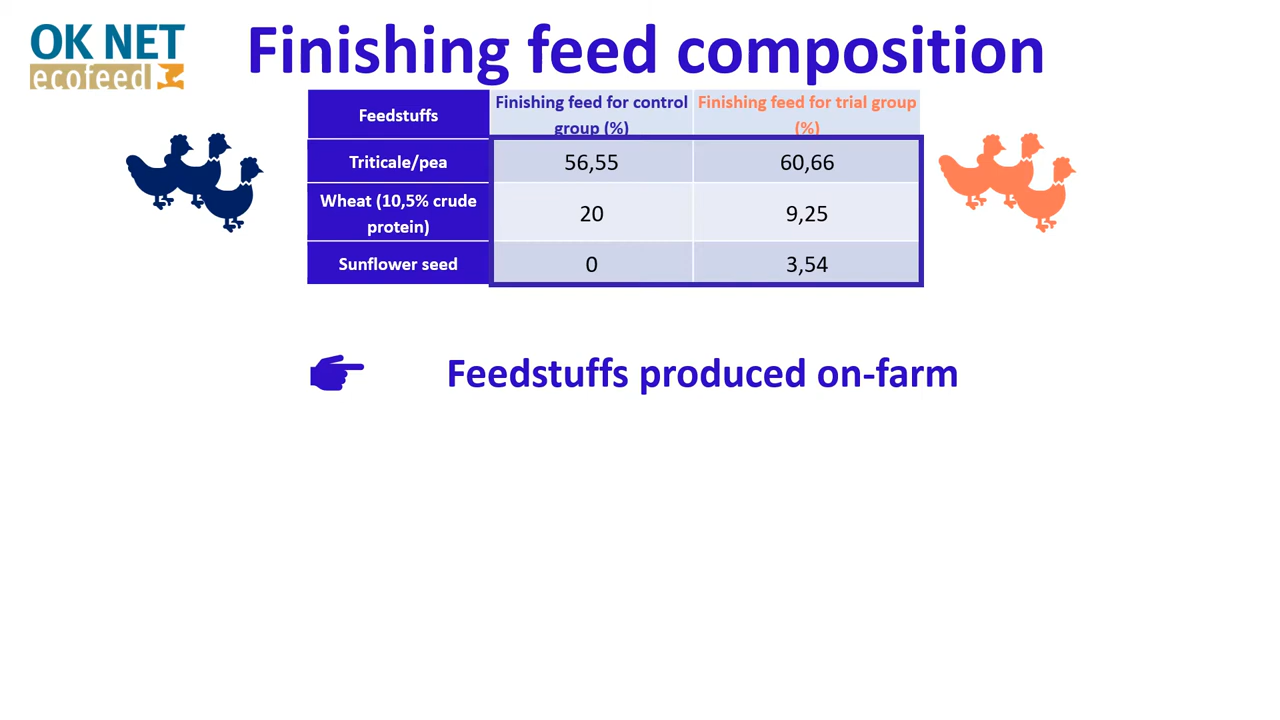 OK NET
ecofeed
Finishing feed composition
Feedstuffs
Finishing feed for control
group (%)
Finishing feed for trial group
(%)
Triticale/pea
56,55
60,66
Wheat (10,5% crude
protein)
20
9,25
Sunflower seed
0
3,54
Feedstuffs produced on-farm